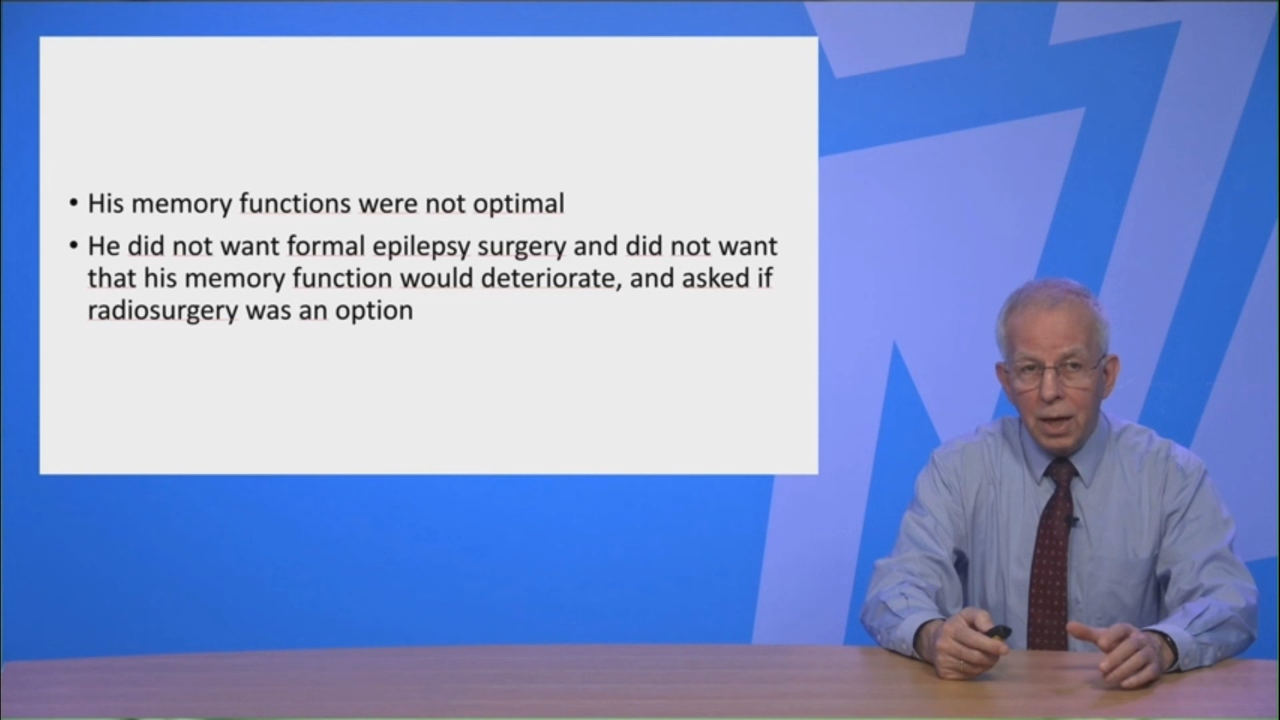 • His memory functions were not optimal
• He did not want formal epilepsy surgery and did not want
that his memory function would deteriorate, and asked if
radiosurgery was an option